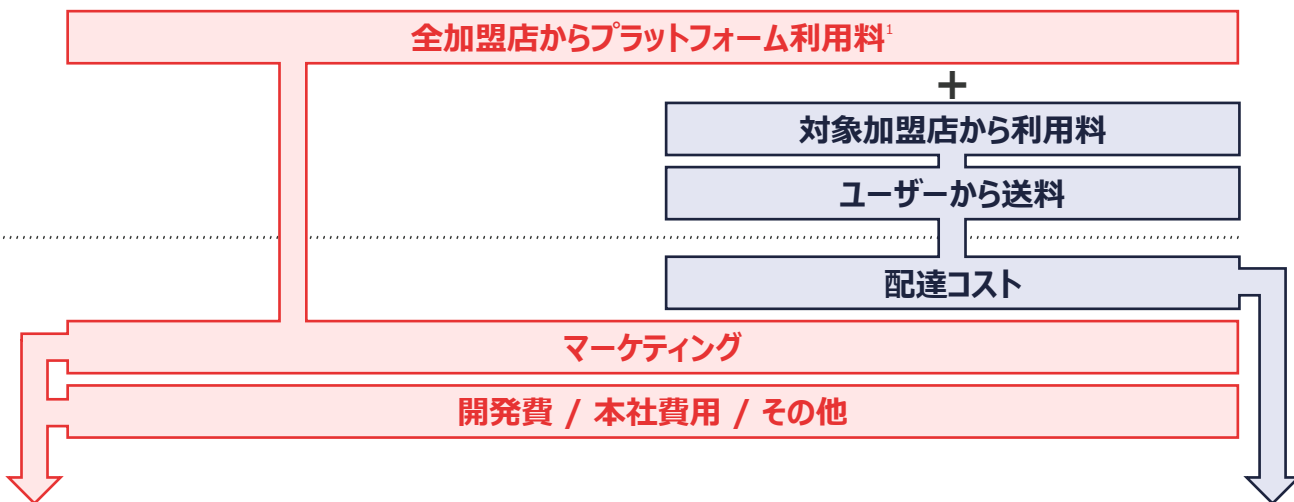 全加盟店からプラットフォーム利用料¹
+
対象加盟店から利用料
ユーザーから送料
配達コスト
マーケティング
開発費 / 本社費用 / その他